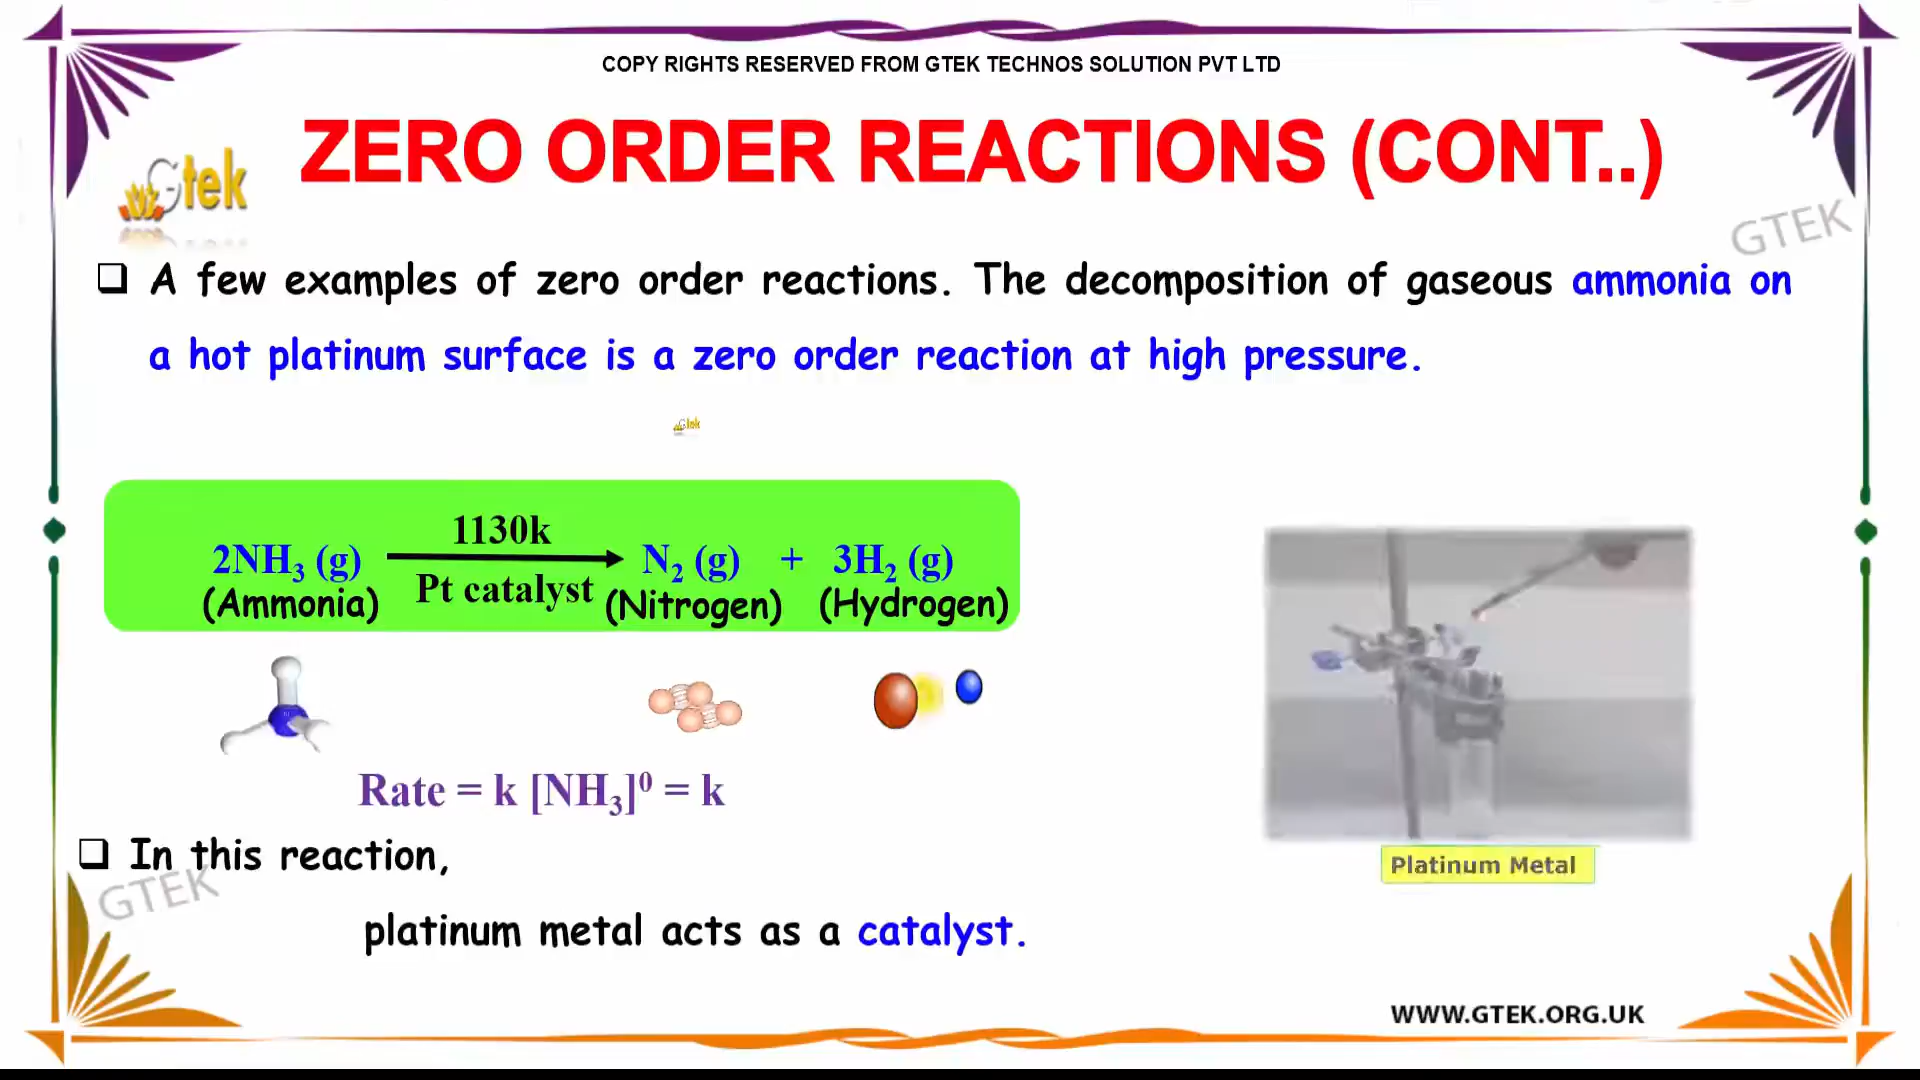 COPY RIGHTS RESERVED FROM GTEK TECHNOS SOLUTION PVT LTD
ZERO ORDER REACTIONS (CONT..)
Gtek
GTEK
❑ A few examples of zero order reactions. The decomposition of gaseous ammonia on
a hot platinum surface is a zero order reaction at high pressure.
Gtek
1130k
2NH₃ (g) → N₂ (g) + 3H₂ (g)
Pt catalyst
(Ammonia) (Nitrogen) (Hydrogen)
Rate = k [NH₃]⁰ = k
❑ In this reaction,
GTEK
platinum metal acts as a catalyst.
Platinum Metal
WWW.GTEK.ORG.UK